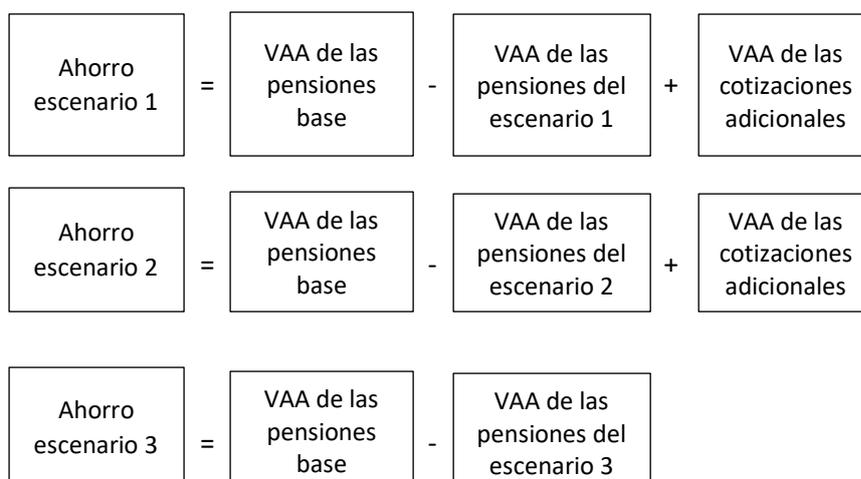 Ahorro
escenario 1
=
VAA de las
pensiones
base
-
VAA de las
pensiones del
escenario 1
+
VAA de las
cotizaciones
adicionales
Ahorro
escenario 2
=
VAA de las
pensiones
base
-
VAA de las
pensiones del
escenario 2
+
VAA de las
cotizaciones
adicionales
Ahorro
escenario 3
=
VAA de las
pensiones
base
-
VAA de las
pensiones del
escenario 3